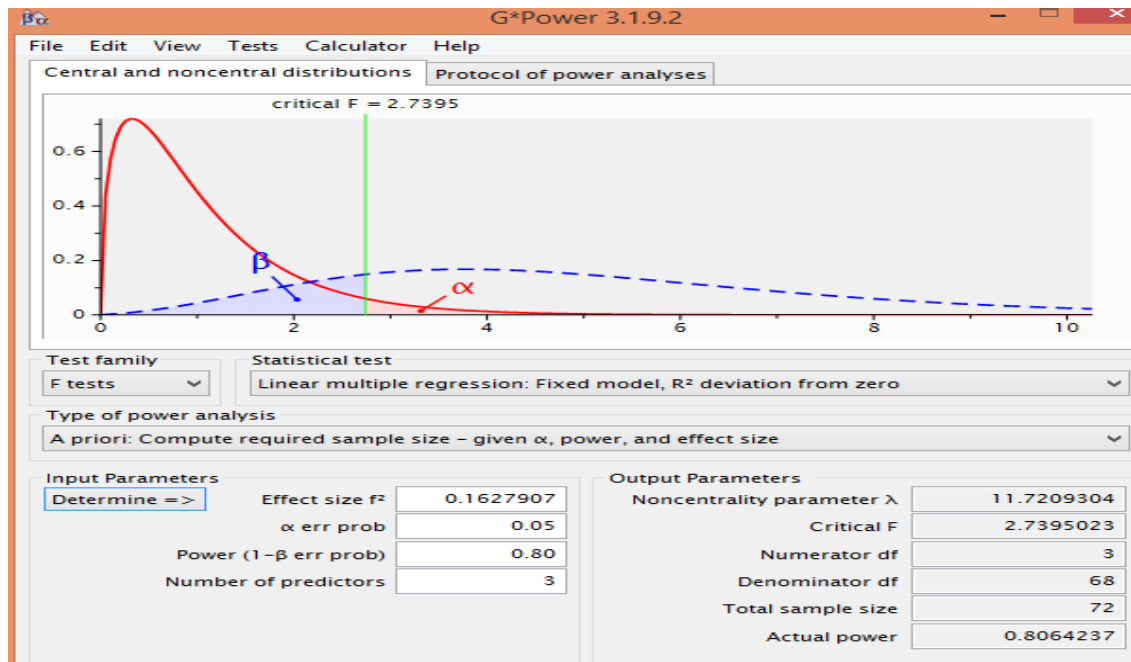 βα G*Power 3.1.9.2
File Edit View Tests Calculator Help
Central and noncentral distributions Protocol of power analyses
critical F = 2.7395
0.6
0.4
0.2
0
β
α
0 2 4 6 8 10
Test family Statistical test
F tests Linear multiple regression: Fixed model, R² deviation from zero
Type of power analysis
A priori: Compute required sample size – given α, power, and effect size
Input Parameters Output Parameters
Determine => Effect size f² 0.1627907 Noncentrality parameter λ 11.7209304
α err prob 0.05 Critical F 2.7395023
Power (1-β err prob) 0.80 Numerator df 3
Number of predictors 3 Denominator df 68
Total sample size 72
Actual power 0.8064237